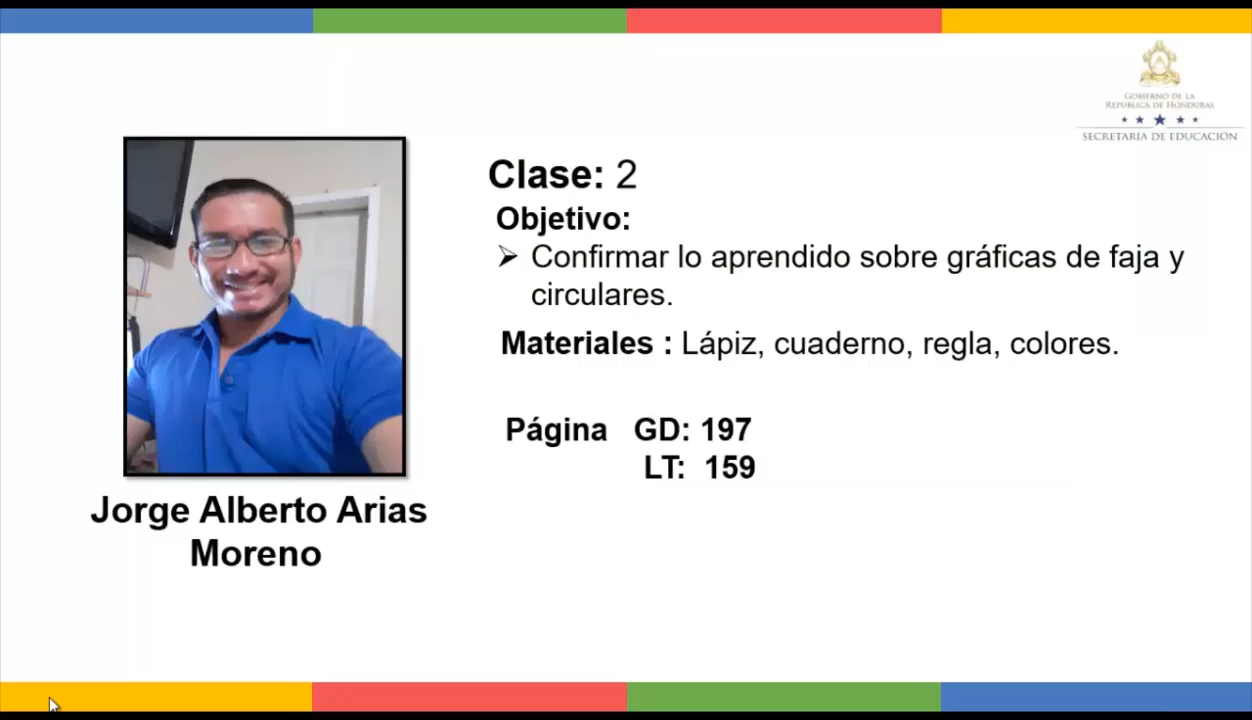 GOBIERNO DE LA
REPÚBLICA DE HONDURAS
SECRETARÍA DE EDUCACIÓN
Clase: 2
Objetivo:
Confirmar lo aprendido sobre gráficas de faja y
circulares.
Materiales : Lápiz, cuaderno, regla, colores.
Página GD: 197
LT: 159
Jorge Alberto Arias
Moreno